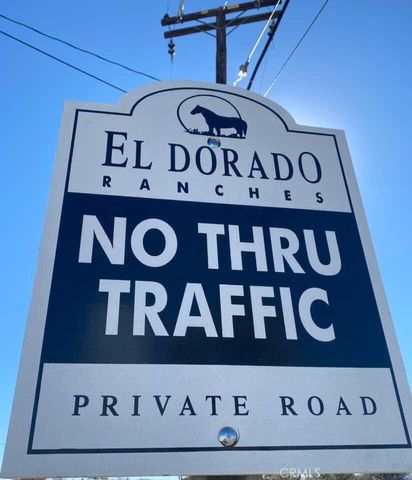 EL DORADO
RANCHES
NO THRU
TRAFFIC
PRIVATE ROAD
CRMLS